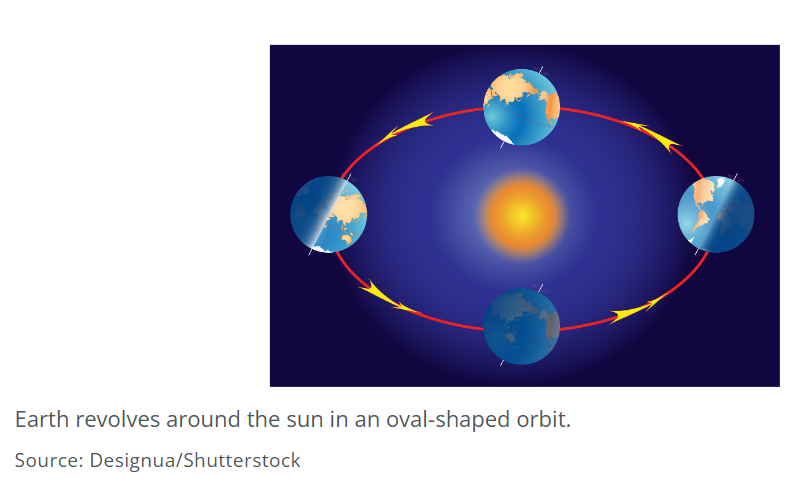 Earth revolves around the sun in an oval-shaped orbit.
Source: Designua/Shutterstock